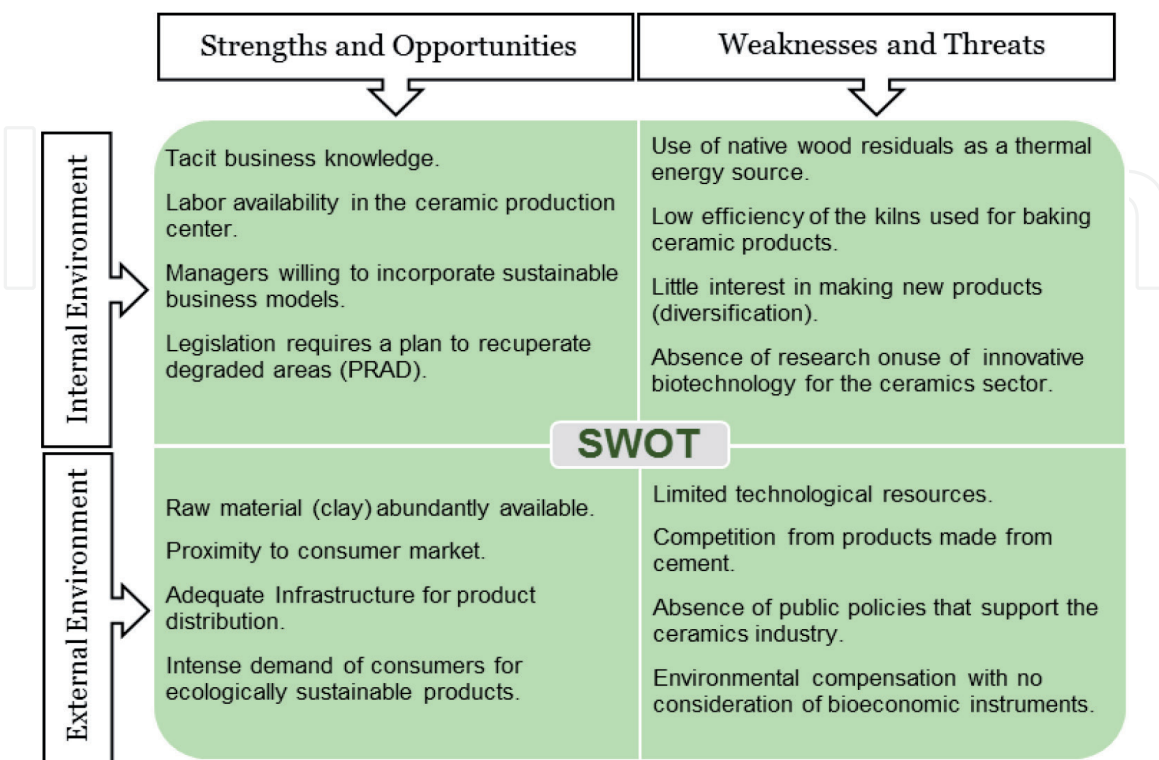 Strengths and Opportunities
Weaknesses and Threats
Internal Environment
Tacit business knowledge.
Labor availability in the ceramic production
center.
Managers willing to incorporate sustainable
business models.
Legislation requires a plan to recuperate
degraded areas (PRAD).
Use of native wood residuals as a thermal
energy source.
Low efficiency of the kilns used for baking
ceramic products.
Little interest in making new products
(diversification).
Absence of research onuse of innovative
biotechnology for the ceramics sector.
SWOT
External Environment
Raw material (clay) abundantly available.
Proximity to consumer market.
Adequate Infrastructure for product
distribution.
Intense demand of consumers for
ecologically sustainable products.
Limited technological resources.
Competition from products made from
cement.
Absence of public policies that support the
ceramics industry.
Environmental compensation with no
consideration of bioeconomic instruments.